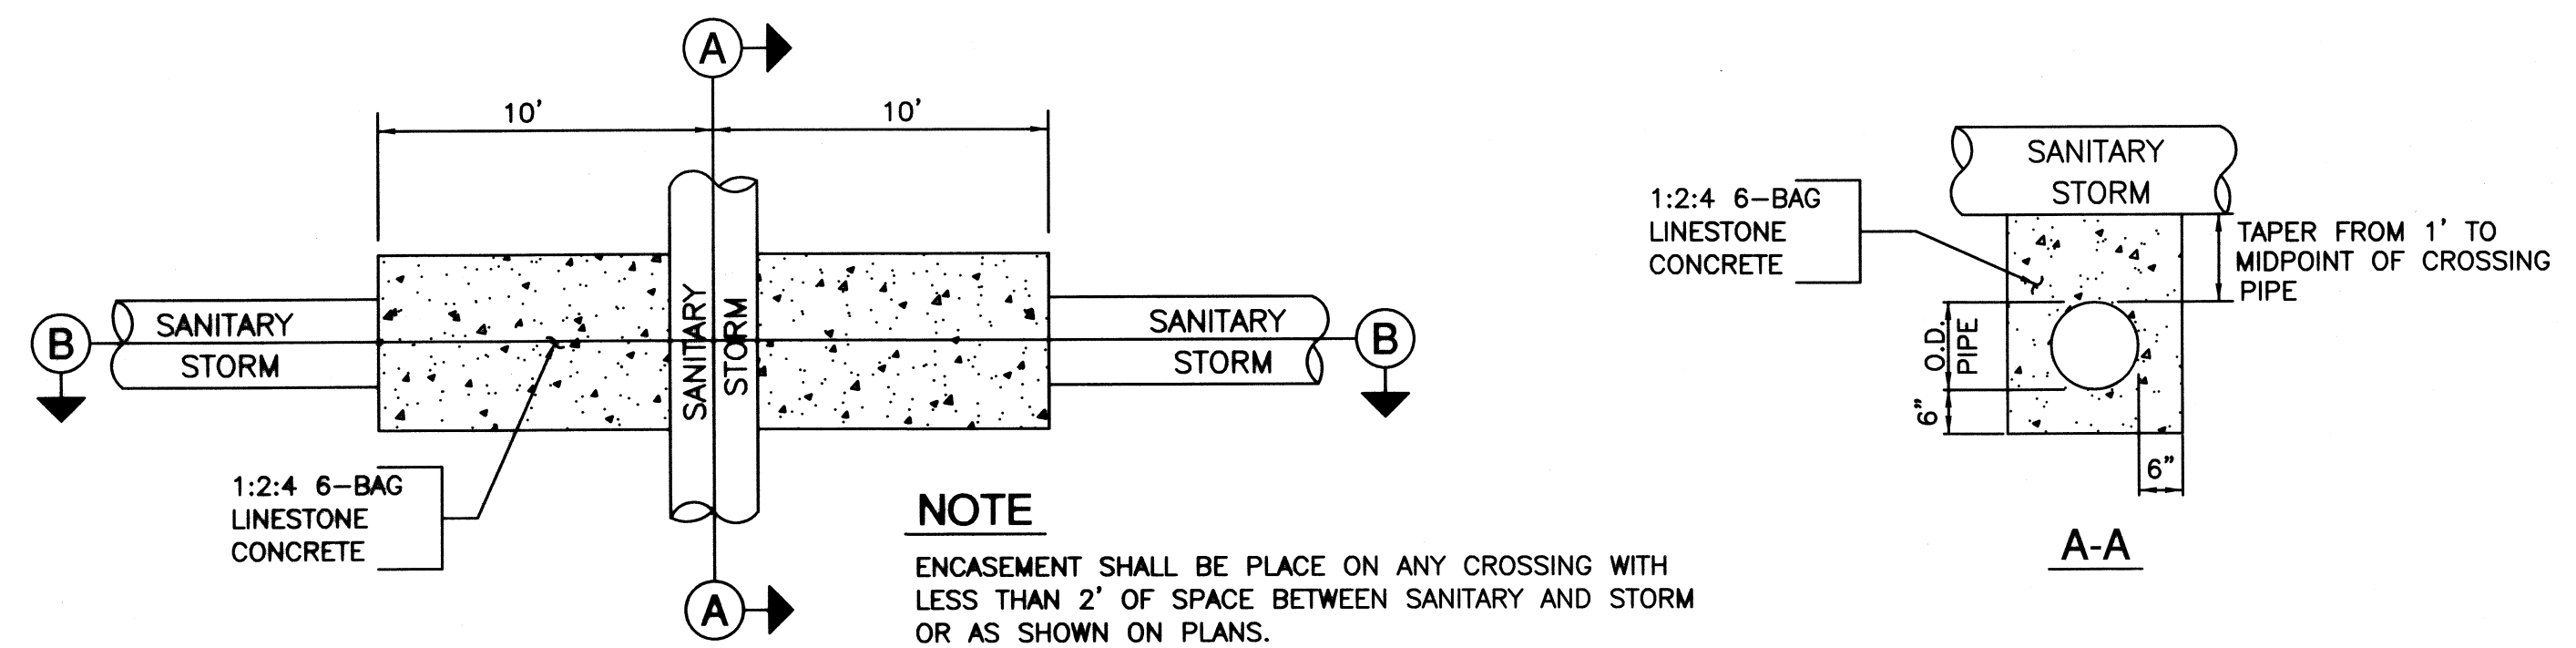 A
10' 10'
SANITARY
STORM
SANITARY
STORM
SANITARY
STORM
B
B
1:2:4 6-BAG
LINESTONE
CONCRETE
A
NOTE
ENCASEMENT SHALL BE PLACE ON ANY CROSSING WITH
LESS THAN 2' OF SPACE BETWEEN SANITARY AND STORM
OR AS SHOWN ON PLANS.
SANITARY
STORM
1:2:4 6-BAG
LINESTONE
CONCRETE
TAPER FROM 1' TO
MIDPOINT OF CROSSING
PIPE
O.D.
PIPE
6"
6"
A-A